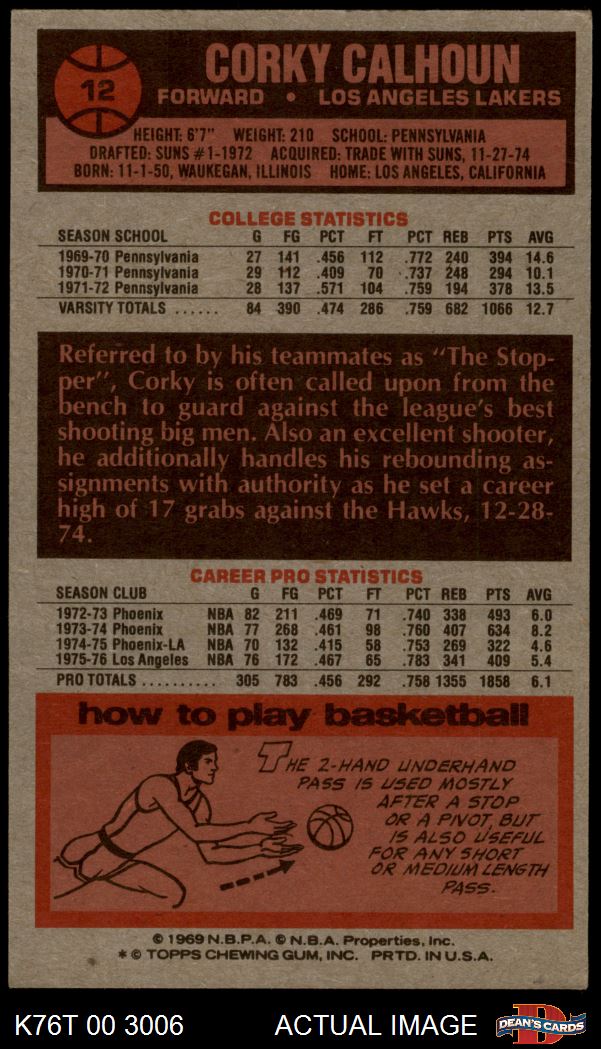 12
CORKY CALHOUN
FORWARD • LOS ANGELES LAKERS
HEIGHT: 6'7" WEIGHT: 210 SCHOOL: PENNSYLVANIA
DRAFTED: SUNS #1-1972 ACQUIRED: TRADE WITH SUNS, 11-27-74
BORN: 11-1-50, WAUKEGAN, ILLINOIS HOME: LOS ANGELES, CALIFORNIA
COLLEGE STATISTICS
SEASON SCHOOL G FG PCT FT PCT REB PTS AVG
1969-70 Pennsylvania 27 141 .456 112 .772 240 394 14.6
1970-71 Pennsylvania 29 112 .409 70 .737 248 294 10.1
1971-72 Pennsylvania 28 137 .571 104 .759 194 378 13.5
VARSITY TOTALS ...... 84 390 .474 286 .759 682 1066 12.7
Referred to by his teammates as "The Stop-
per", Corky is often called upon from the
bench to guard against the league's best
shooting big men. Also an excellent shooter,
he additionally handles his rebounding as-
signments with authority as he set a career
high of 17 grabs against the Hawks, 12-28-
74.
CAREER PRO STATISTICS
SEASON CLUB G FG PCT FT PCT REB PTS AVG
1972-73 Phoenix NBA 82 211 .469 71 .740 338 493 6.0
1973-74 Phoenix NBA 77 268 .461 98 .760 407 634 8.2
1974-75 Phoenix-LA NBA 70 132 .415 58 .753 269 322 4.6
1975-76 Los Angeles NBA 76 172 .467 65 .783 341 409 5.4
PRO TOTALS .......... 305 783 .456 292 .758 1355 1858 6.1
how to play basketball
THE 2-HAND UNDERHAND
PASS IS USED MOSTLY
AFTER A STOP
OR A PIVOT, BUT
IS ALSO USEFUL
FOR ANY SHORT
OR MEDIUM LENGTH
PASS.
© 1969 N.B.P.A. © N.B.A. Properties, Inc.
* © TOPPS CHEWING GUM, INC. PRTD. IN U.S.A.
K76T 00 3006 ACTUAL IMAGE
D
DEAN'S CARDS